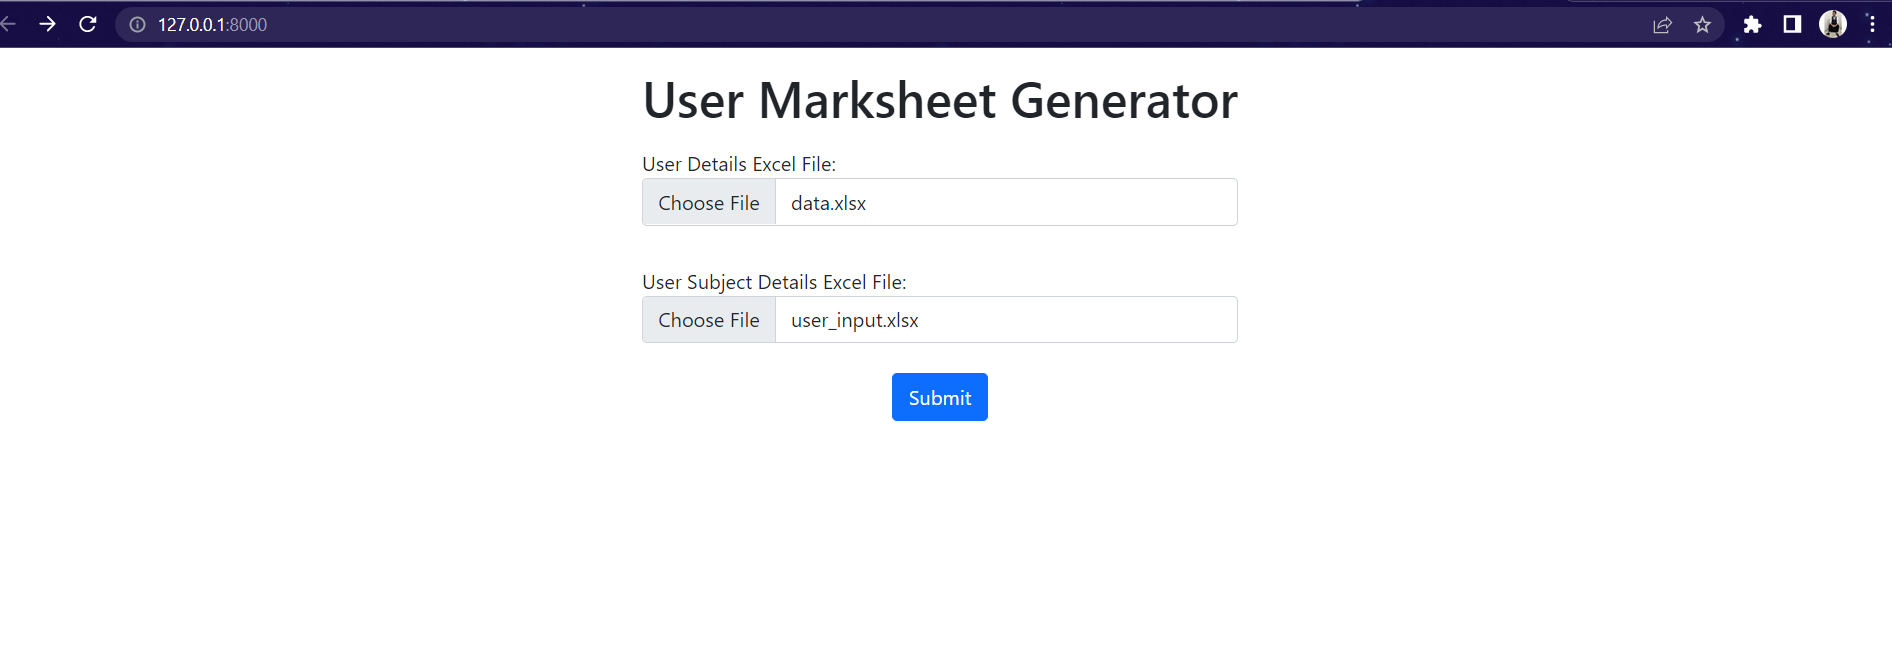 127.0.0.1:8000
User Marksheet Generator
User Details Excel File:
Choose File data.xlsx
User Subject Details Excel File:
Choose File user_input.xlsx
Submit